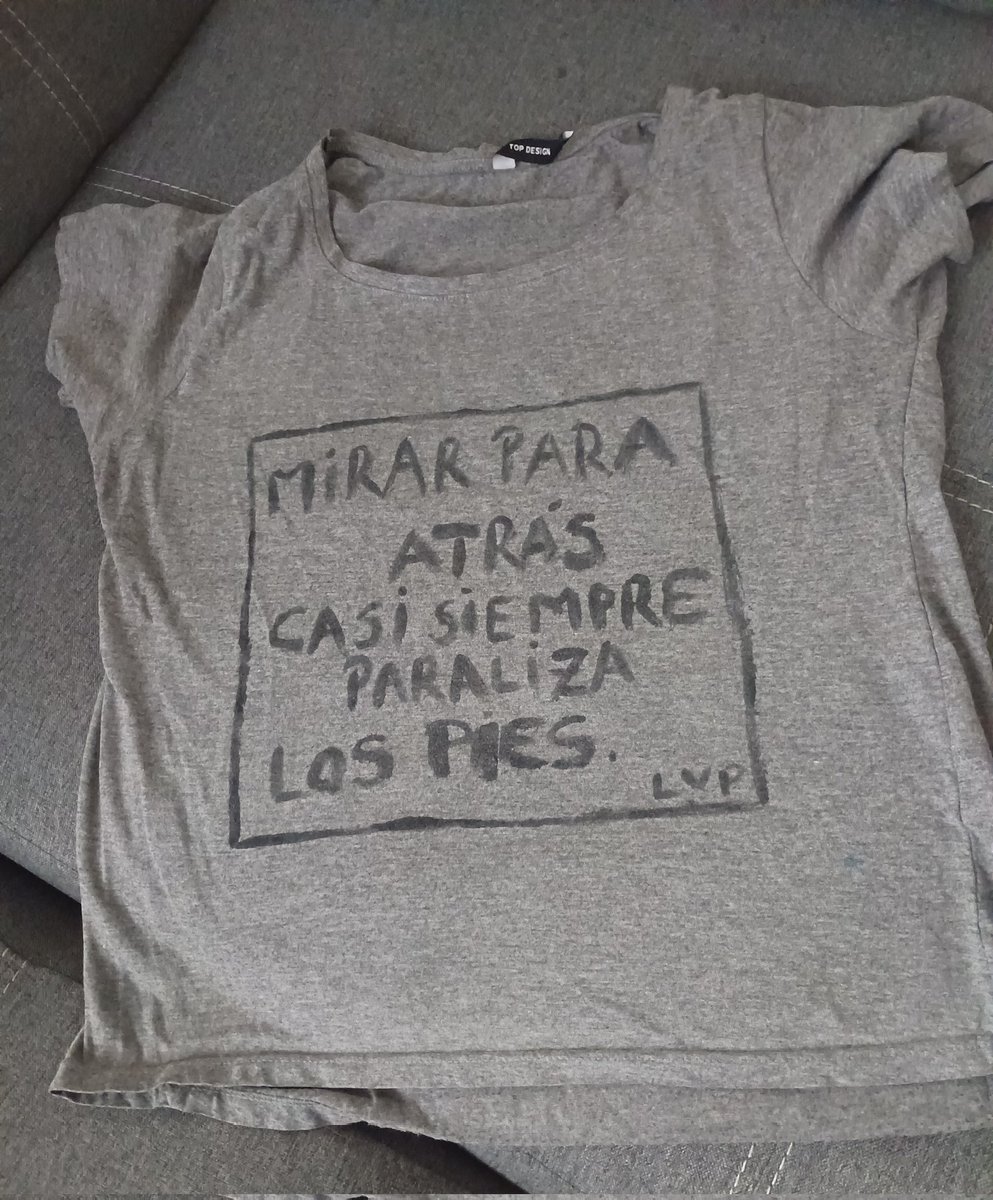 TOP DESIGN
MiRAR PARA
ATRÁS
CASi SiEMPRE
PARALiZA
LOS PiES.
LVP